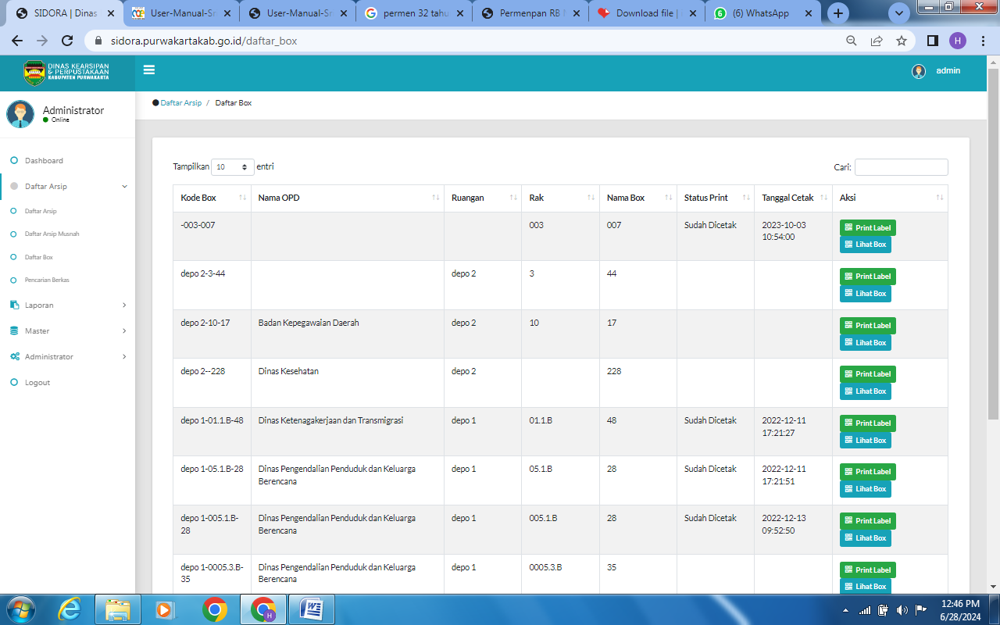 SIDORA | Dinas
User-Manual-Sr
User-Manual-Sr
permen 32 tahu
Permenpan RB
Download file |
(6) WhatsApp
sidora.purwakartakab.go.id/daftar_box
H
DINAS KEARSIPAN
& PERPUSTAKAAN
KABUPATEN PURWAKARTA
admin
Administrator
Online
Daftar Arsip / Daftar Box
Dashboard
Daftar Arsip
Daftar Arsip
Daftar Arsip Musnah
Daftar Box
Pencarian Berkas
Laporan
Master
Administrator
Logout
Tampilkan 10 entri
Cari:
Kode Box Nama OPD Ruangan Rak Nama Box Status Print Tanggal Cetak Aksi
-003-007 003 007 Sudah Dicetak 2023-10-03 Print Label
10:54:00 Lihat Box
depo 2-3-44 depo 2 3 44 Print Label
Lihat Box
depo 2-10-17 Badan Kepegawaian Daerah depo 2 10 17 Print Label
Lihat Box
depo 2--228 Dinas Kesehatan depo 2 228 Print Label
Lihat Box
depo 1-01.1.B-48 Dinas Ketenagakerjaan dan Transmigrasi depo 1 01.1.B 48 Sudah Dicetak 2022-12-11 Print Label
17:21:27 Lihat Box
depo 1-05.1.B-28 Dinas Pengendalian Penduduk dan Keluarga depo 1 05.1.B 28 Sudah Dicetak 2022-12-11 Print Label
Berencana 17:21:51 Lihat Box
depo 1-005.1.B- Dinas Pengendalian Penduduk dan Keluarga depo 1 005.1.B 28 Sudah Dicetak 2022-12-13 Print Label
28 Berencana 09:52:50 Lihat Box
depo 1-0005.3.B- Dinas Pengendalian Penduduk dan Keluarga depo 1 0005.3.B 35 Print Label
35 Berencana Lihat Box
12:46 PM
6/28/2024